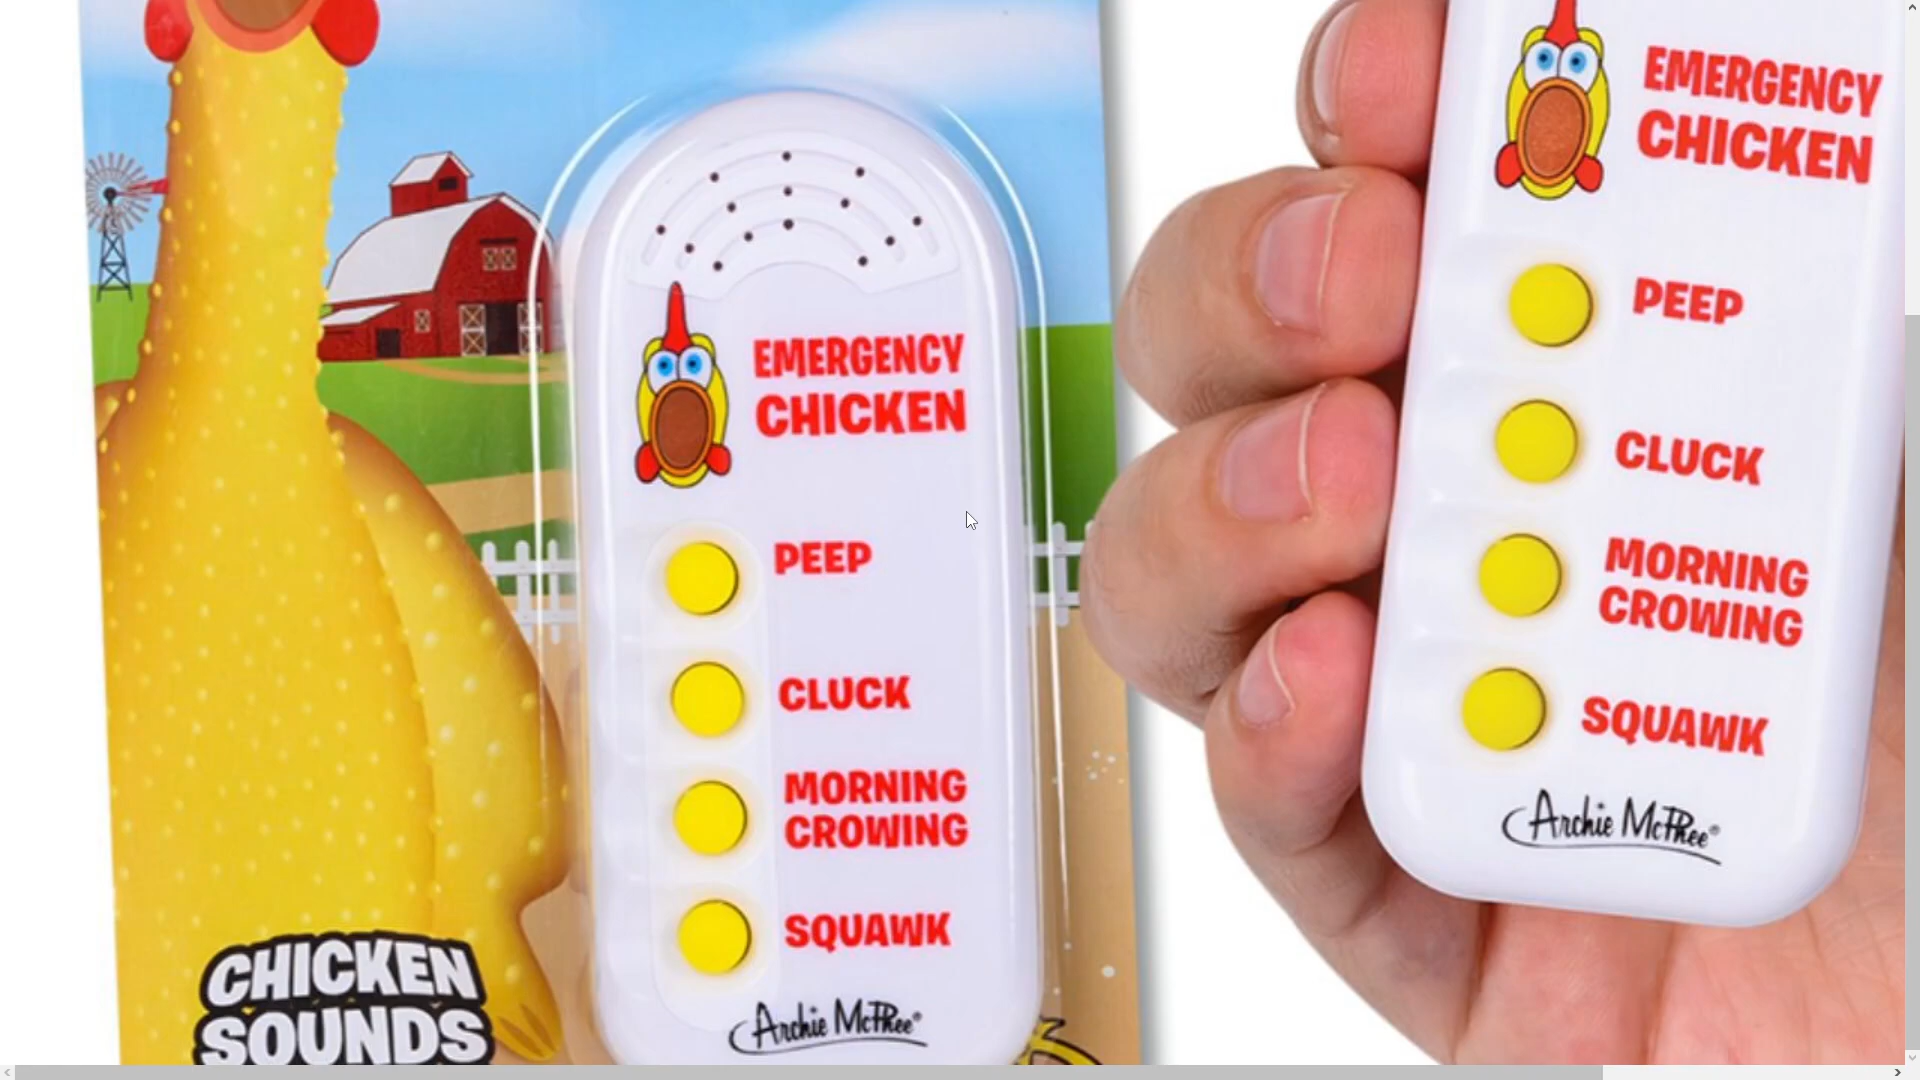 EMERGENCY
CHICKEN
PEEP
CLUCK
MORNING
CROWING
SQUAWK
Archie McPhee®
CHICKEN
SOUNDS
EMERGENCY
CHICKEN
PEEP
CLUCK
MORNING
CROWING
SQUAWK
Archie McPhee®